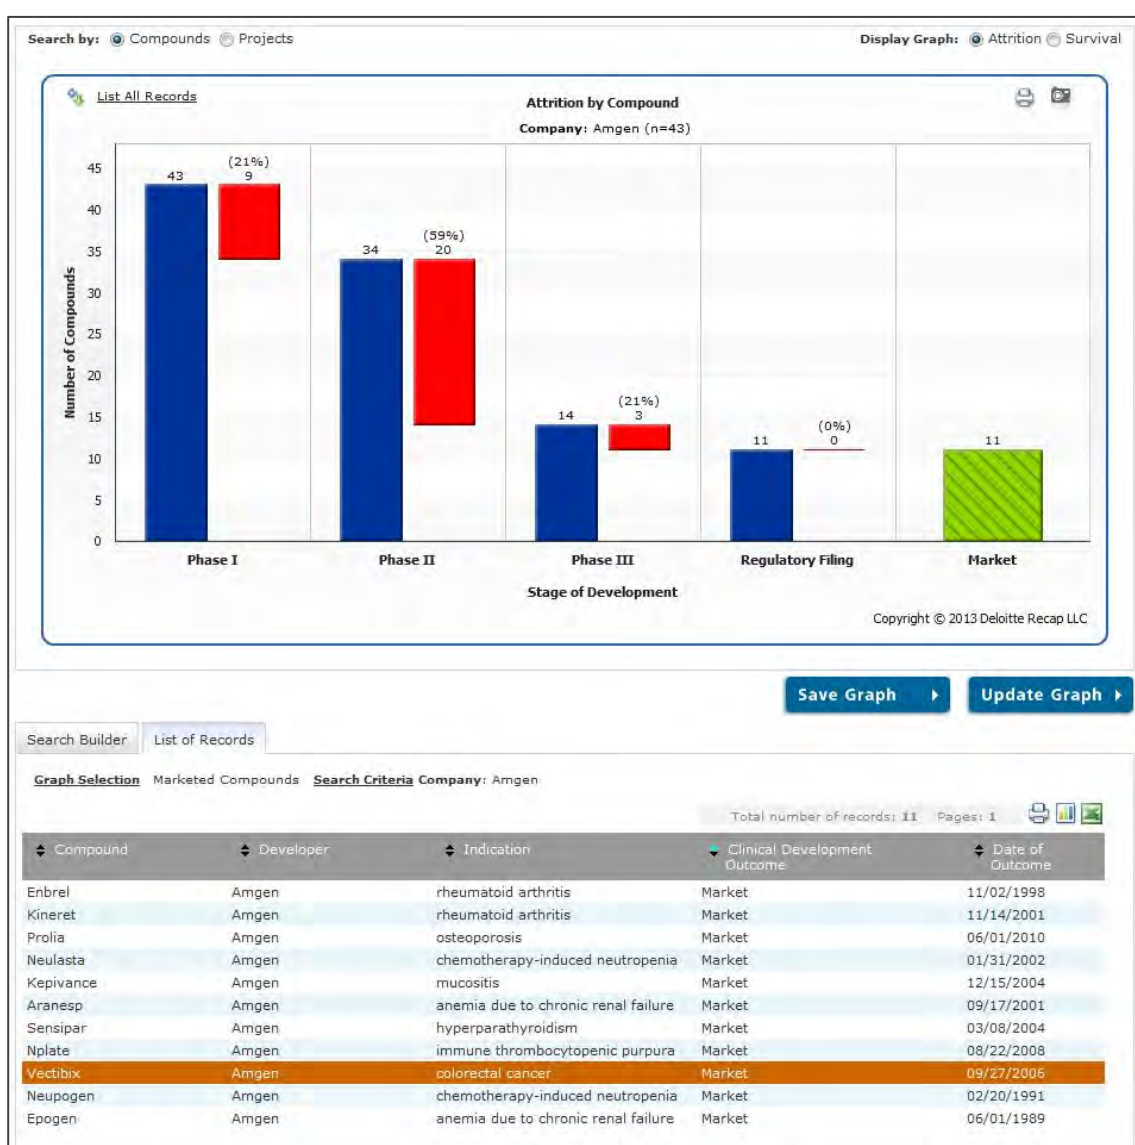 Search by: Compounds Projects Display Graph: Attrition Survival
List All Records
Attrition by Compound
Company: Amgen (n=43)
Number of Compounds
45
40
35
30
25
20
15
10
5
0
43
(21%)
9
34
(59%)
20
14
(21%)
3
11
(0%)
0
11
Phase I Phase II Phase III Regulatory Filing Market
Stage of Development
Copyright © 2013 Deloitte Recap LLC
Save Graph Update Graph
Search Builder List of Records
Graph Selection Marketed Compounds Search Criteria Company: Amgen
Total number of records: 11 Pages: 1
Compound Developer Indication Clinical Development Outcome Date of Outcome
Enbrel Amgen rheumatoid arthritis Market 11/02/1998
Kineret Amgen rheumatoid arthritis Market 11/14/2001
Prolia Amgen osteoporosis Market 06/01/2010
Neulasta Amgen chemotherapy-induced neutropenia Market 01/31/2002
Kepivance Amgen mucositis Market 12/15/2004
Aranesp Amgen anemia due to chronic renal failure Market 09/17/2001
Sensipar Amgen hyperparathyroidism Market 03/08/2004
Nplate Amgen immune thrombocytopenic purpura Market 08/22/2008
Vectibix Amgen colorectal cancer Market 09/27/2006
Neupogen Amgen chemotherapy-induced neutropenia Market 02/20/1991
Epogen Amgen anemia due to chronic renal failure Market 06/01/1989